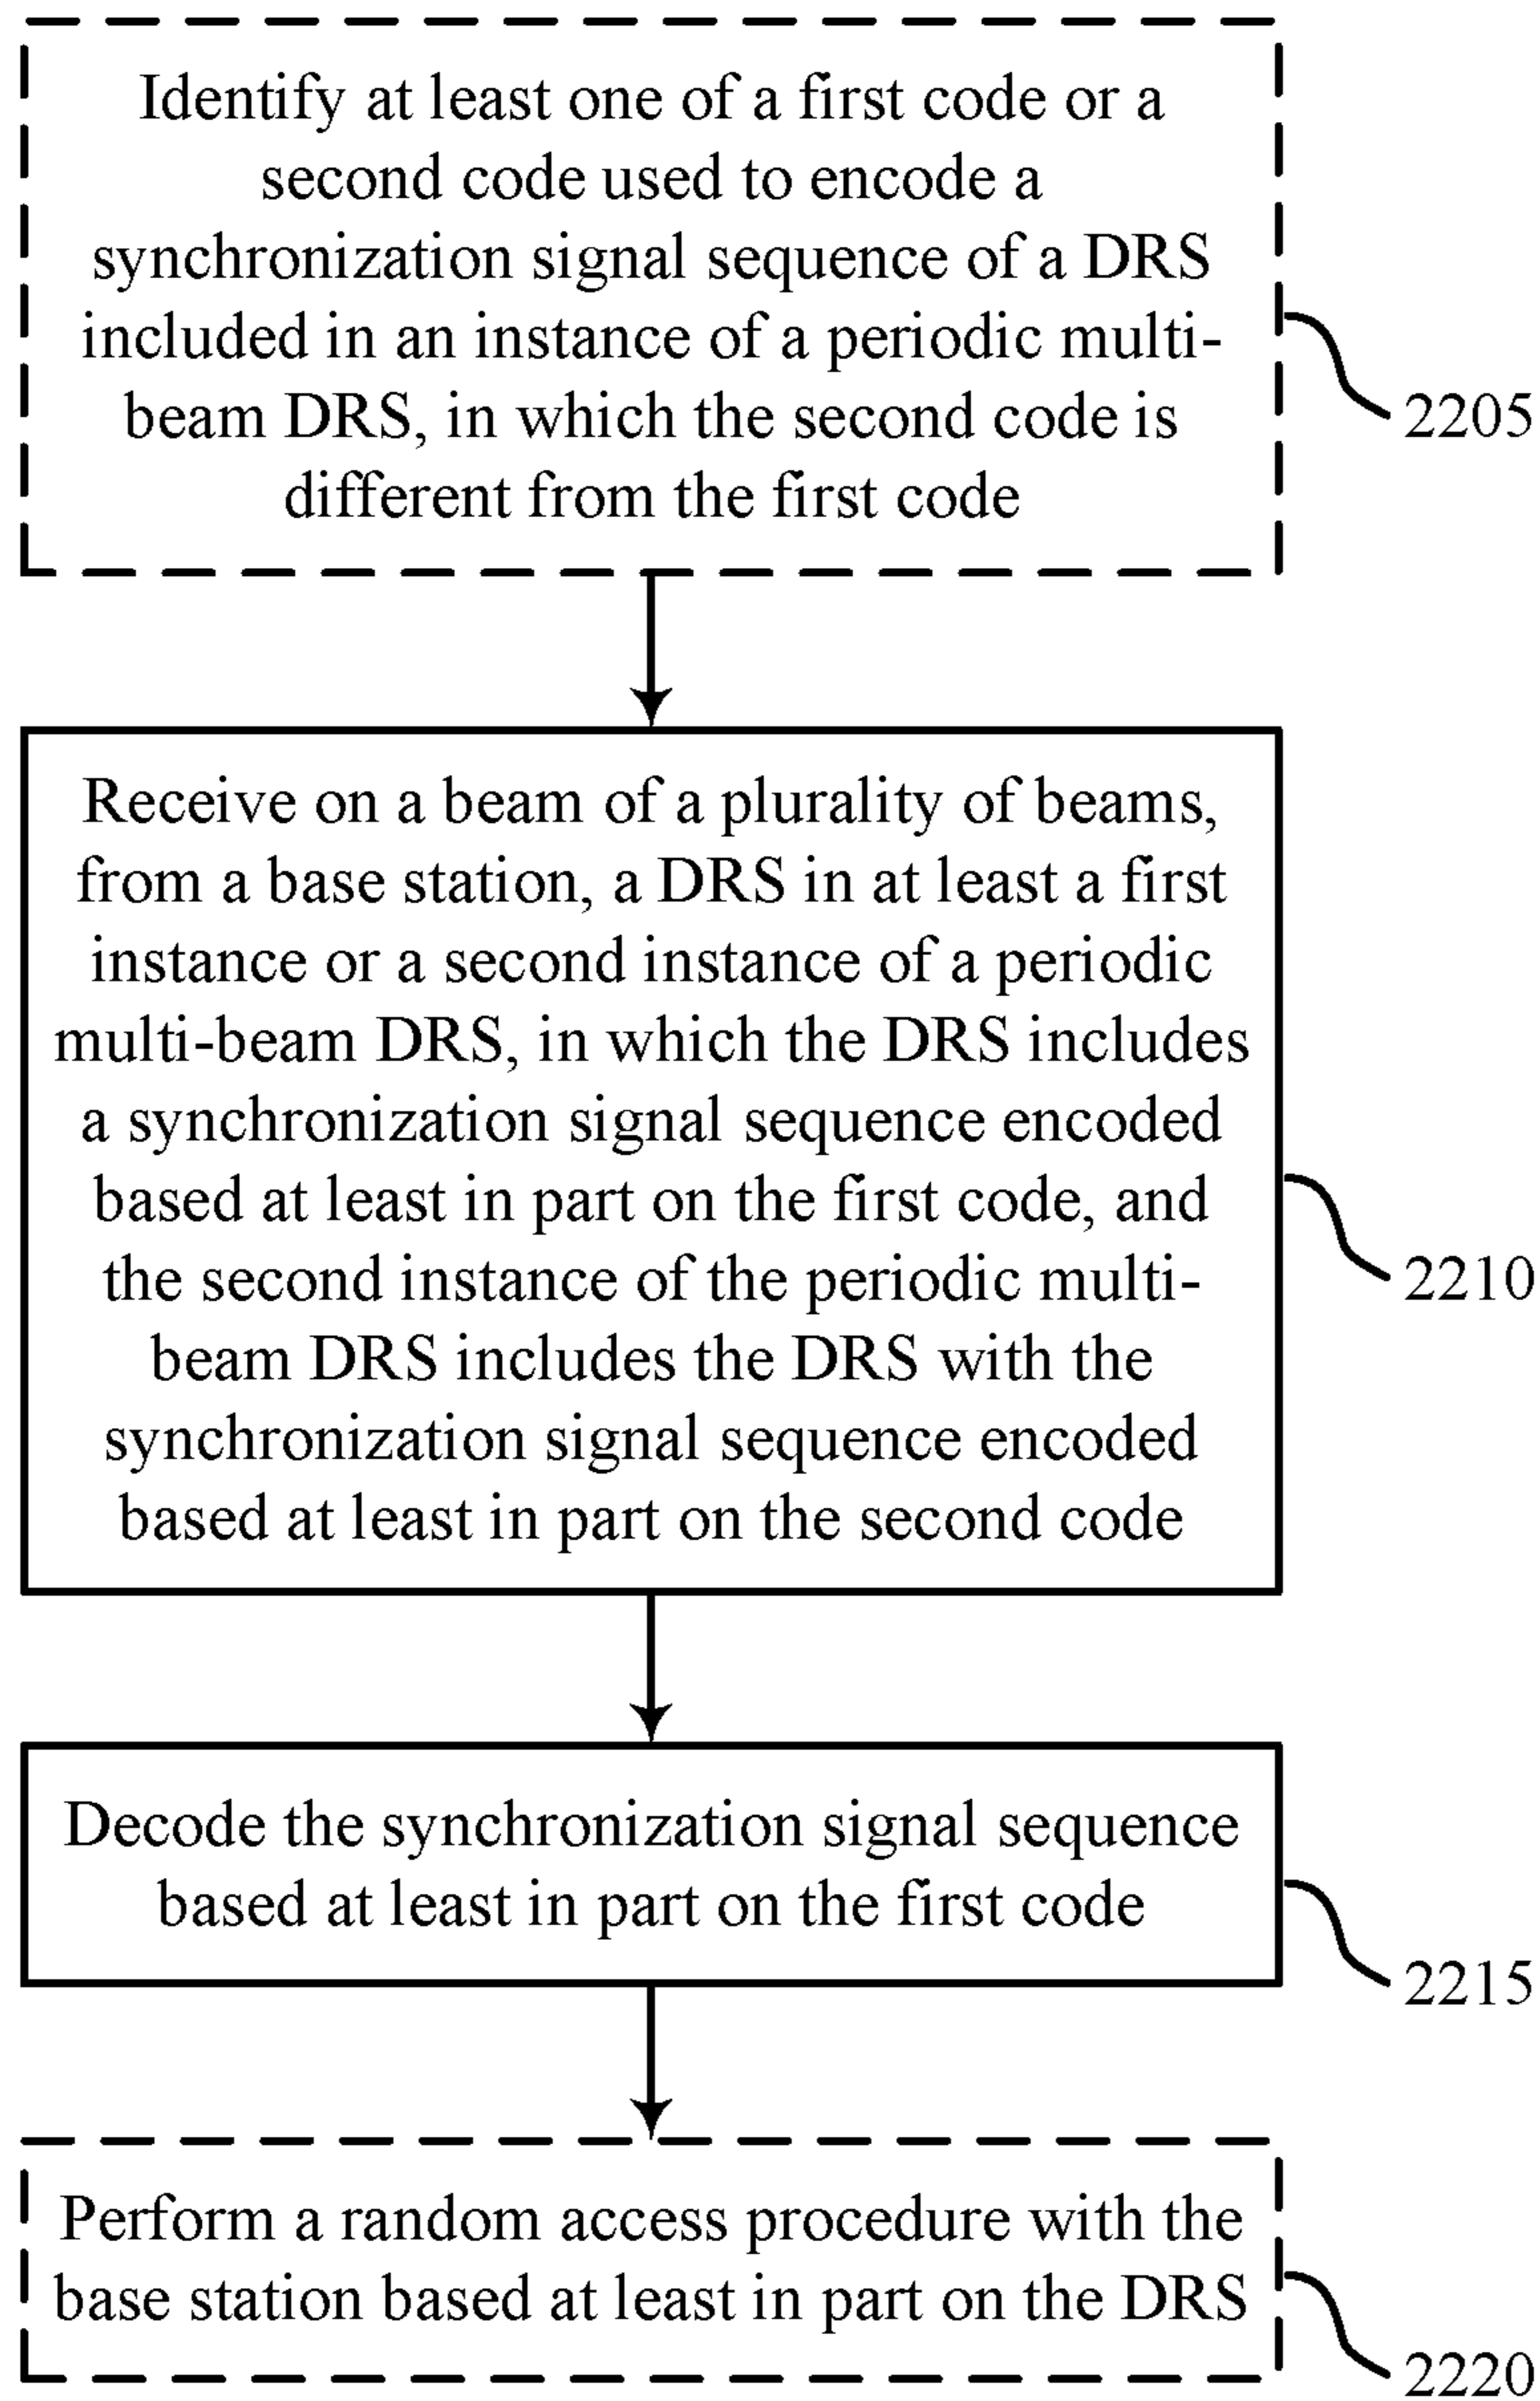 Identify at least one of a first code or a
second code used to encode a
synchronization signal sequence of a DRS
included in an instance of a periodic multi-
beam DRS, in which the second code is
different from the first code
2205
Receive on a beam of a plurality of beams,
from a base station, a DRS in at least a first
instance or a second instance of a periodic
multi-beam DRS, in which the DRS includes
a synchronization signal sequence encoded
based at least in part on the first code, and
the second instance of the periodic multi-
beam DRS includes the DRS with the
synchronization signal sequence encoded
based at least in part on the second code
2210
Decode the synchronization signal sequence
based at least in part on the first code
2215
Perform a random access procedure with the
base station based at least in part on the DRS
2220